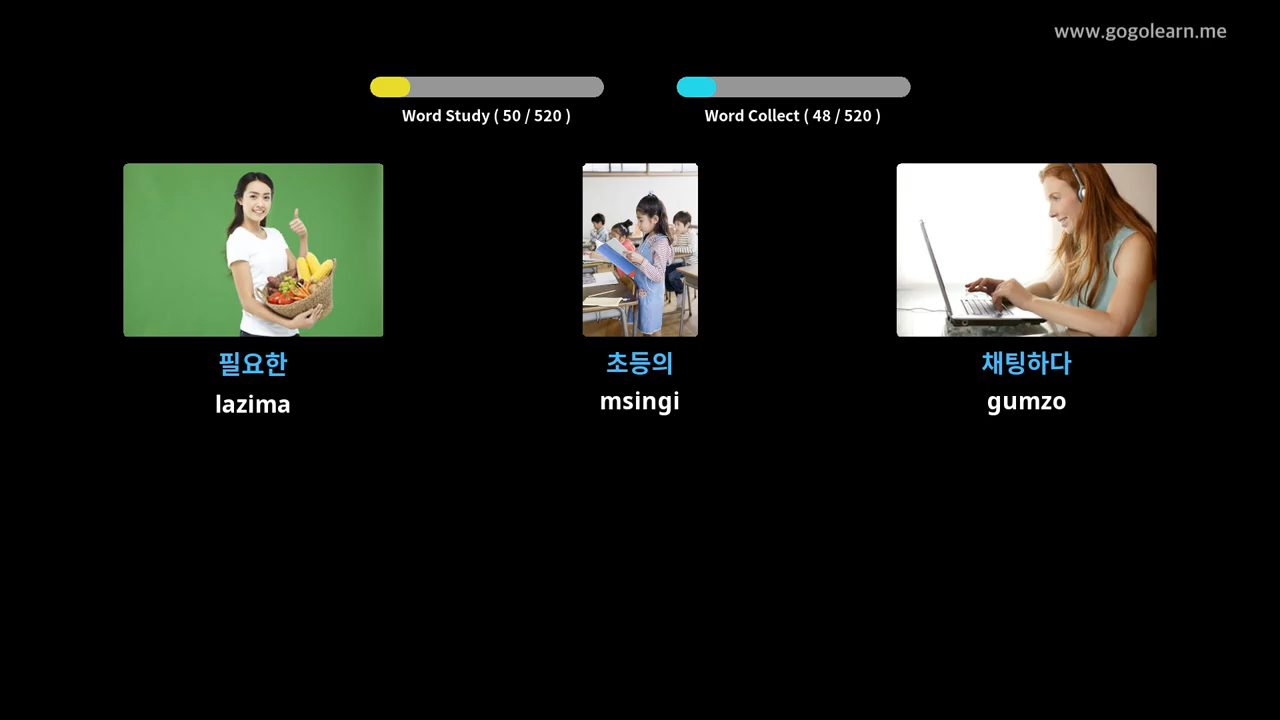 www.gogolearn.me
Word Study ( 50 / 520 )
Word Collect ( 48 / 520 )
필요한
lazima
초등의
msingi
채팅하다
gumzo